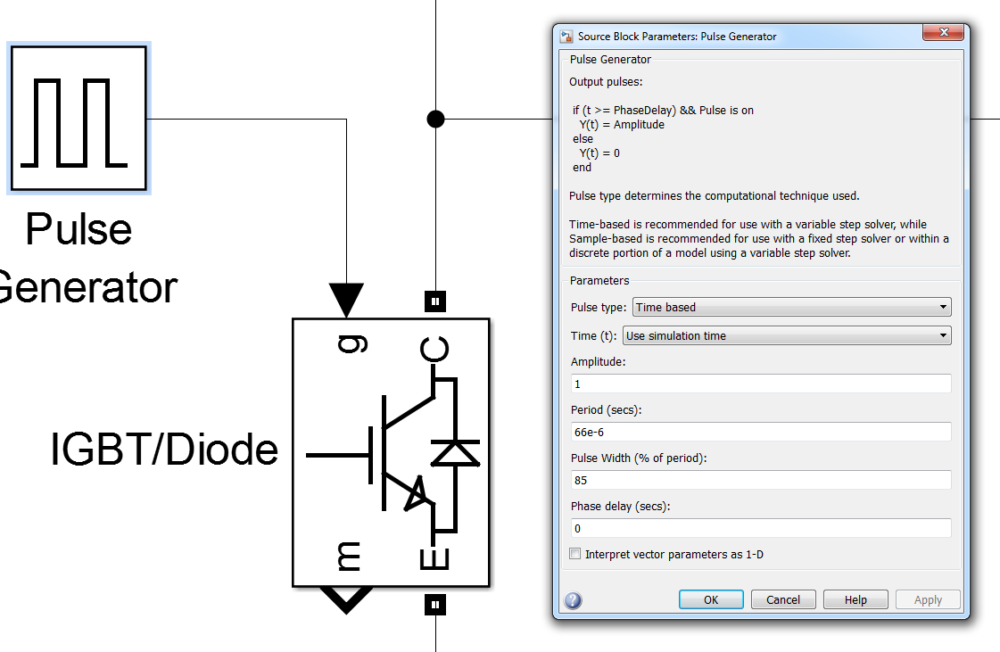 Pulse
Generator
g
C
IGBT/Diode
m
E
Source Block Parameters: Pulse Generator
Pulse Generator
Output pulses:
if (t >= PhaseDelay) && Pulse is on
Y(t) = Amplitude
else
Y(t) = 0
end
Pulse type determines the computational technique used.
Time-based is recommended for use with a variable step solver, while
Sample-based is recommended for use with a fixed step solver or within a
discrete portion of a model using a variable step solver.
Parameters
Pulse type: Time based
Time (t): Use simulation time
Amplitude:
1
Period (secs):
66e-6
Pulse Width (% of period):
85
Phase delay (secs):
0
Interpret vector parameters as 1-D
? OK Cancel Help Apply